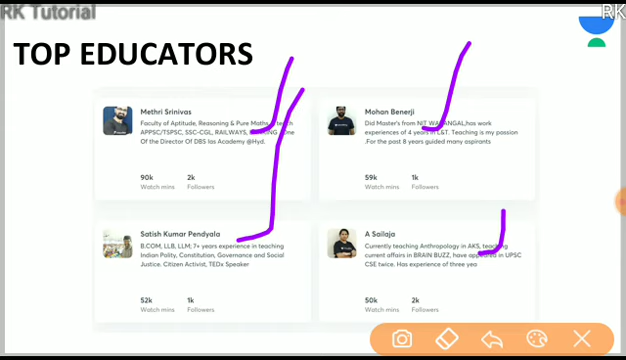 RK Tutorial
RK
TOP EDUCATORS
Methri Srinivas
Faculty of Aptitude, Reasoning & Pure Maths, I teach
APPSC/TSPSC, SSC-CGL, RAILWAYS, One
Of the Director Of DBS Ias Academy @Hyd.
90k 2k
Watch mins Followers
Mohan Benerji
Did Master's from NIT WARANGAL,has work
experiences of 4 years in L&T. Teaching is my passion
.For the past 8 years guided many aspirants
59k 1k
Watch mins Followers
Satish Kumar Pendyala
B.COM, LLB, LLM; 7+ years experience in teaching
Indian Polity, Constitution, Governance and Social
Justice. Citizen Activist, TEDx Speaker
52k 1k
Watch mins Followers
A Sailaja
Currently teaching Anthropology in AKS, teaching
current affairs in BRAIN BUZZ, have appeared in UPSC
CSE twice. Has experience of three yea
50k 2k
Watch mins Followers